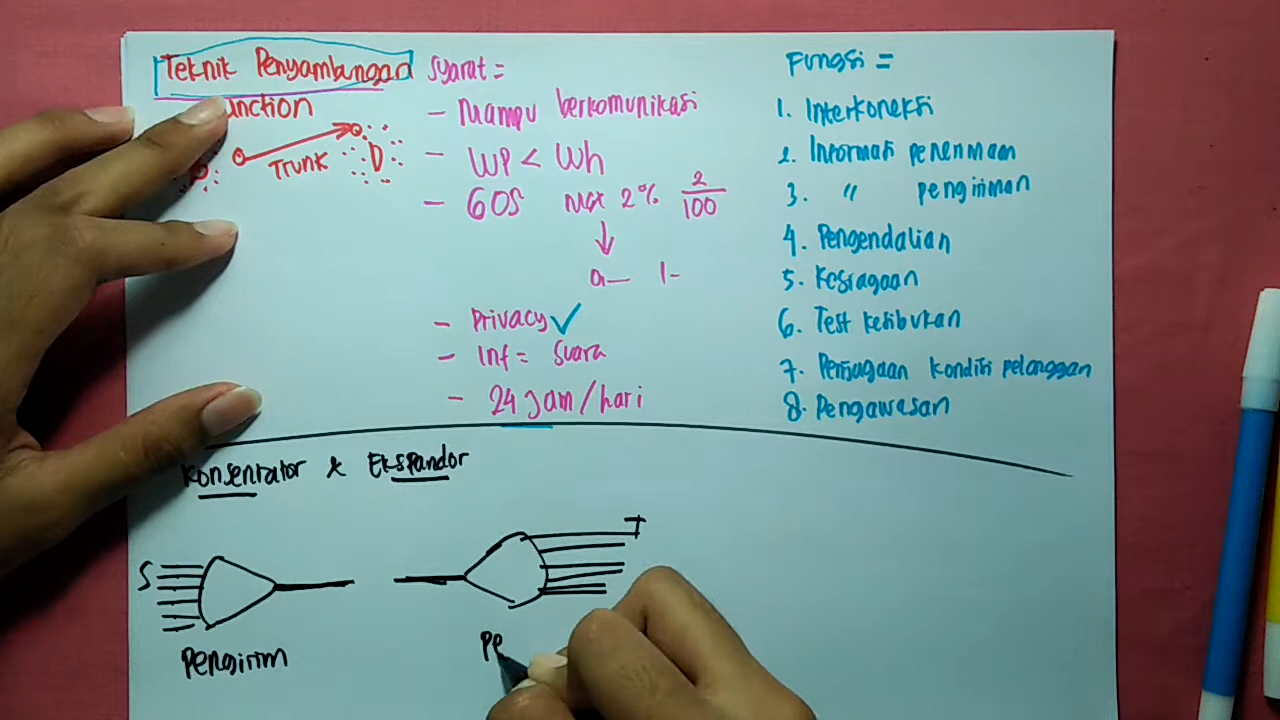 Teknik Penyambungan
unction
Trunk
D
Syarat =
- Mampu berkomunikasi
- WP < Wh
- GOS Max 2% 2/100
a— 1-
- Privacy ✓
- Inf = Suara
- 24 Jam/hari
Fungsi =
1. Interkoneksi
2. Informasi penerimaan
3. " pengiriman
4. Pengendalian
5. Kesiagaan
6. Test kesibukan
7. Penjagaan kondisi pelanggan
8. Pengawasan
Konsentrator & Ekspandor
S
T
Pengirim
Pe